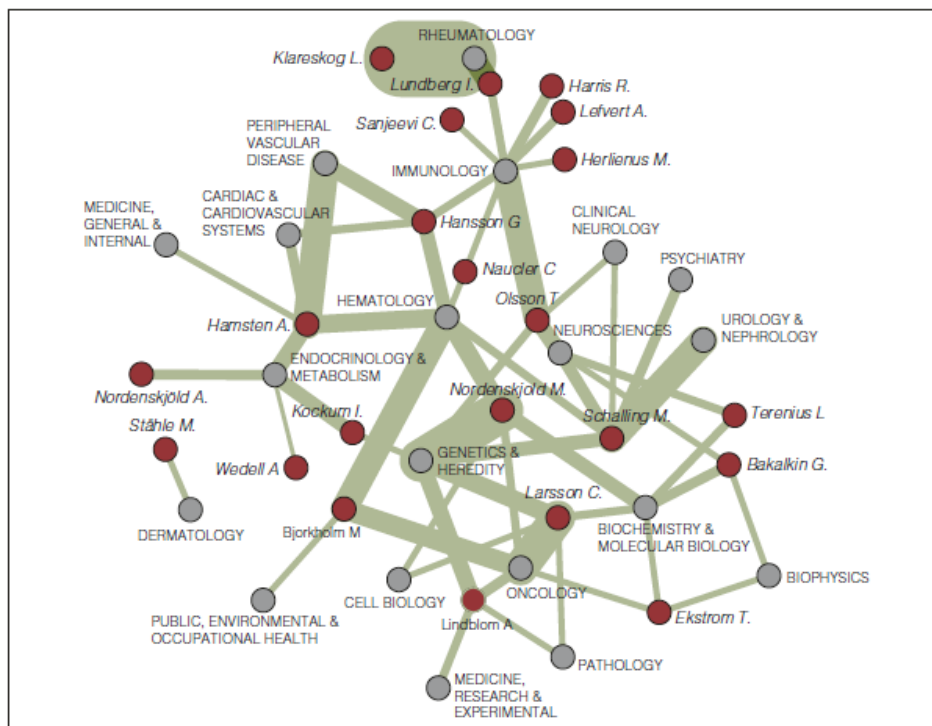 RHEUMATOLOGY
Klareskog L.
Lundberg I.
Harris R.
Lefvert A.
Sanjeevi C.
PERIPHERAL
VASCULAR
DISEASE
IMMUNOLOGY
Herlienus M.
CARDIAC &
CARDIOVASCULAR
SYSTEMS
MEDICINE,
GENERAL &
INTERNAL
Hansson G
CLINICAL
NEUROLOGY
PSYCHIATRY
Naucler C
HEMATOLOGY
Olsson T
Hamsten A.
NEUROSCIENCES
UROLOGY &
NEPHROLOGY
ENDOCRINOLOGY &
METABOLISM
Nordenskjöld A.
Nordenskjold M.
Kockum I.
Schalling M.
Terenius L
Ståhle M.
Wedell A
GENETICS &
HEREDITY
Bakalkin G.
Larsson C.
DERMATOLOGY
Bjorkholm M
BIOCHEMISTRY &
MOLECULAR BIOLOGY
CELL BIOLOGY
ONCOLOGY
BIOPHYSICS
PUBLIC, ENVIRONMENTAL &
OCCUPATIONAL HEALTH
Lindblom A
Ekstrom T.
PATHOLOGY
MEDICINE,
RESEARCH &
EXPERIMENTAL